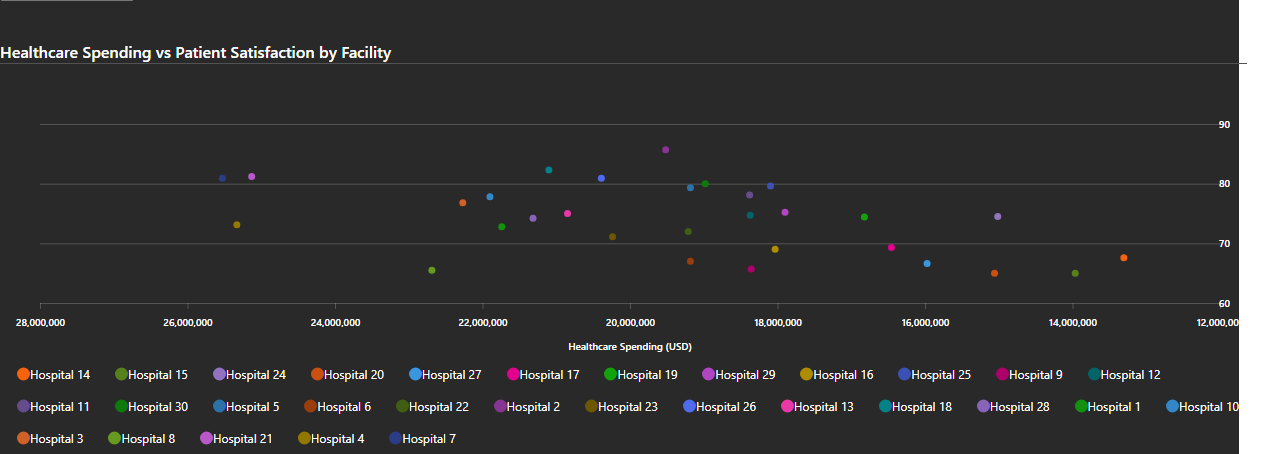 Healthcare Spending vs Patient Satisfaction by Facility
90
80
70
60
28,000,000 26,000,000 24,000,000 22,000,000 20,000,000 18,000,000 16,000,000 14,000,000 12,000,00
Healthcare Spending (USD)
Hospital 14 Hospital 15 Hospital 24 Hospital 20 Hospital 27 Hospital 17 Hospital 19 Hospital 29 Hospital 16 Hospital 25 Hospital 9 Hospital 12
Hospital 11 Hospital 30 Hospital 5 Hospital 6 Hospital 22 Hospital 2 Hospital 23 Hospital 26 Hospital 13 Hospital 18 Hospital 28 Hospital 1 Hospital 10
Hospital 3 Hospital 8 Hospital 21 Hospital 4 Hospital 7